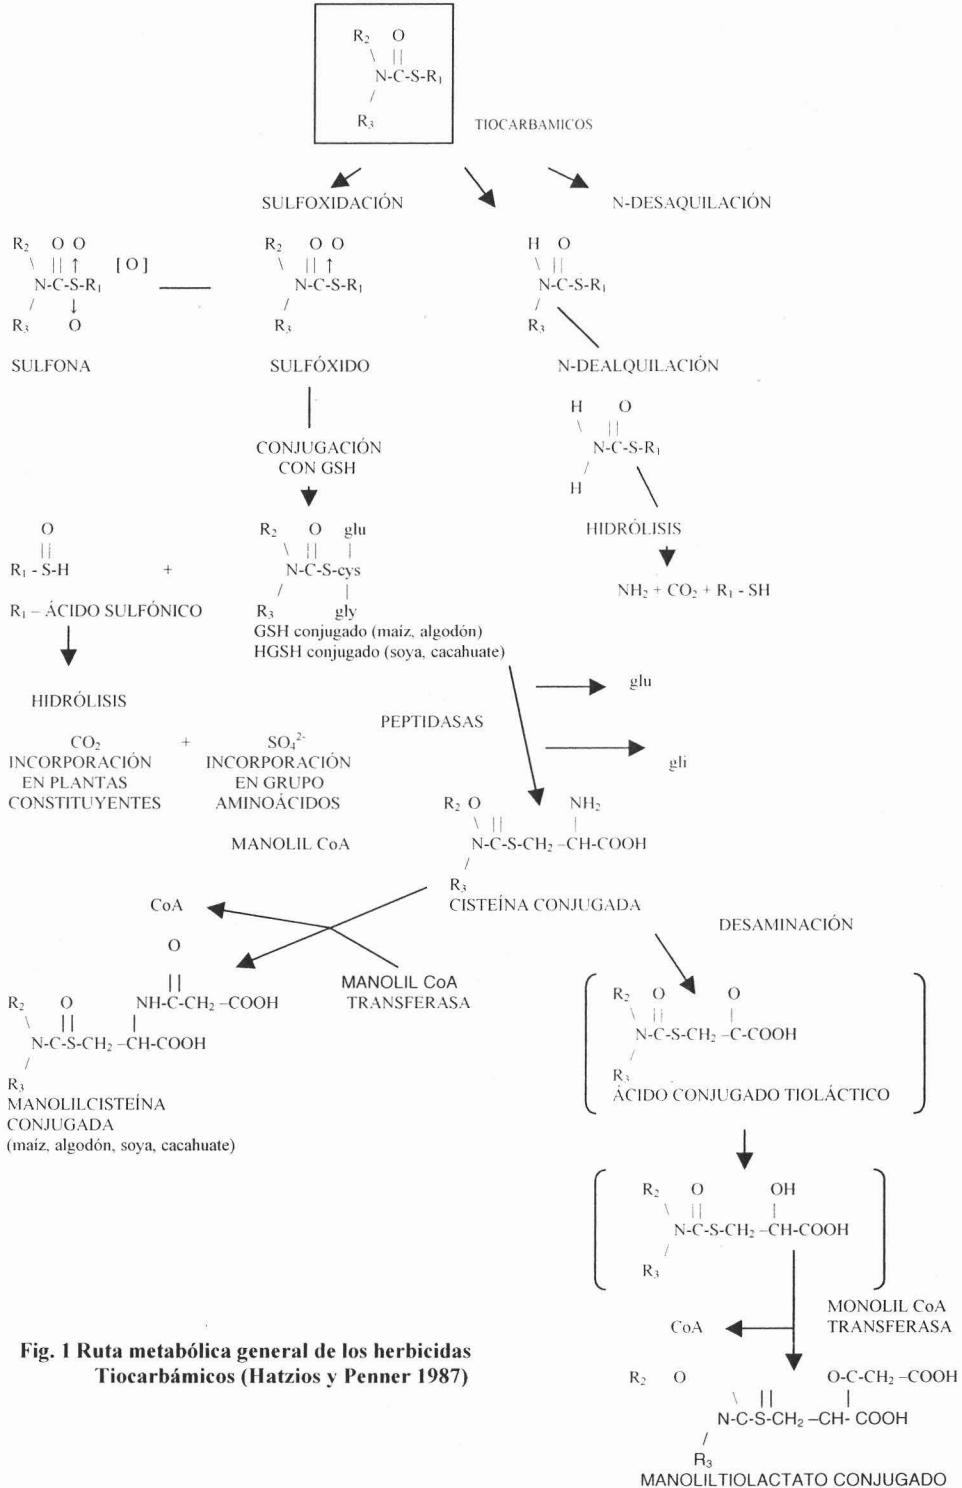 R₂ O
\ ||
N-C-S-R₁
/
R₃
TIOCARBAMICOS
SULFOXIDACIÓN
N-DESAQUILACIÓN
R₂ O O
\ || ↑ [ O ]
N-C-S-R₁
/ ↓
R₃ O
SULFONA
R₂ O O
\ || ↑
N-C-S-R₁
/
R₃
SULFÓXIDO
H O
\ ||
N-C-S-R₁
/
R₃
N-DEALQUILACIÓN
CONJUGACIÓN
CON GSH
H O
\ ||
N-C-S-R₁
/
H
HIDRÓLISIS
NH₂ + CO₂ + R₁ - SH
O
||
R₁ - S-H +
R₁ – ÁCIDO SULFÓNICO
R₂ O glu
\ || |
N-C-S-cys
/ |
R₃ gly
GSH conjugado (maíz, algodón)
HGSH conjugado (soya, cacahuate)
glu
HIDRÓLISIS
PEPTIDASAS
gli
CO₂ + SO₄²⁻
INCORPORACIÓN
EN PLANTAS
CONSTITUYENTES
INCORPORACIÓN
EN GRUPO
AMINOÁCIDOS
R₂ O NH₂
\ || |
N-C-S-CH₂ –CH-COOH
/
R₃
CISTEÍNA CONJUGADA
MANOLIL CoA
CoA
DESAMINACIÓN
MANOLIL CoA
TRANSFERASA
O
||
R₂ O NH-C-CH₂ –COOH
\ || |
N-C-S-CH₂ –CH-COOH
/
R₃
MANOLILCISTEÍNA
CONJUGADA
(maíz, algodón, soya, cacahuate)
R₂ O O
\ || |
N-C-S-CH₂ –C-COOH
/
R₃
ÁCIDO CONJUGADO TIOLÁCTICO
R₂ O OH
\ || |
N-C-S-CH₂ –CH-COOH
/
R₃
MONOLIL CoA
TRANSFERASA
CoA
R₂ O O-C-CH₂ –COOH
\ || |
N-C-S-CH₂ –CH- COOH
/
R₃
MANOLILTIOLACTATO CONJUGADO
Fig. 1 Ruta metabólica general de los herbicidas
Tiocarbámicos (Hatzios y Penner 1987)